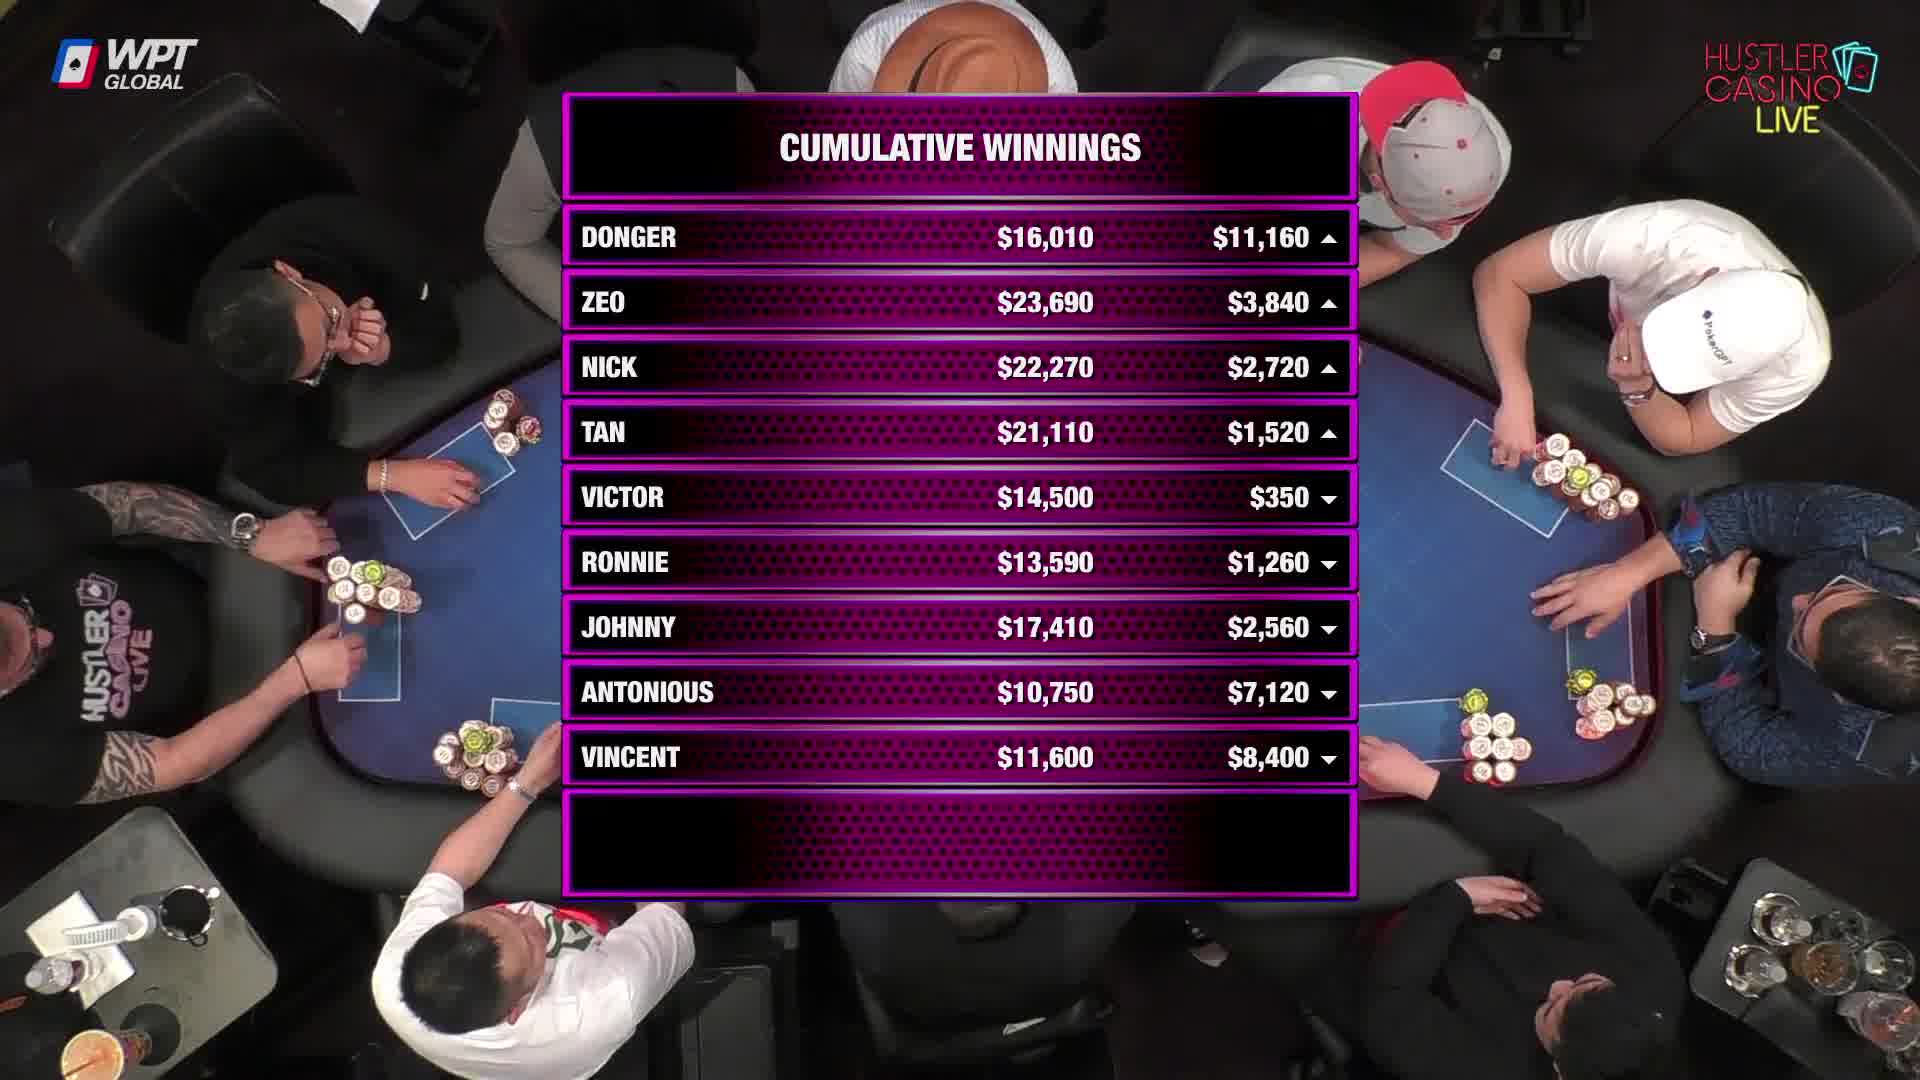 WPT
GLOBAL
HUSTLER
CASINO
LIVE
CUMULATIVE WINNINGS
DONGER $16,010 $11,160 ▲
ZEO $23,690 $3,840 ▲
NICK $22,270 $2,720 ▲
TAN $21,110 $1,520 ▲
VICTOR $14,500 $350 ▼
RONNIE $13,590 $1,260 ▼
JOHNNY $17,410 $2,560 ▼
ANTONIOUS $10,750 $7,120 ▼
VINCENT $11,600 $8,400 ▼
PokerGPT
HUSTLER
CASINO
LIVE